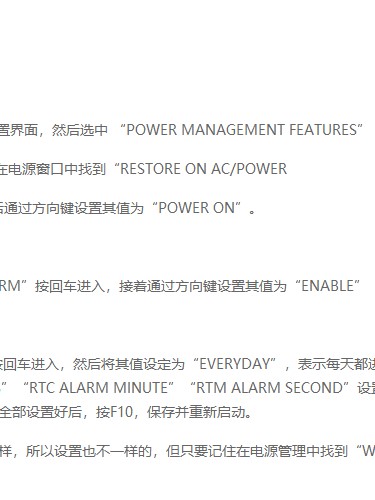 置界面，然后选中 “POWER MANAGEMENT FEATURES”
在电源窗口中找到“RESTORE ON AC/POWER
后通过方向键设置其值为“POWER ON”。
RM”按回车进入，接着通过方向键设置其值为“ENABLE”
按回车进入，然后将其值设定为“EVERYDAY”，表示每天都进
” “RTC ALARM MINUTE” “RTM ALARM SECOND”设置
全部设置好后，按F10，保存并重新启动。
样，所以设置也不一样的，但只要记住在电源管理中找到“W